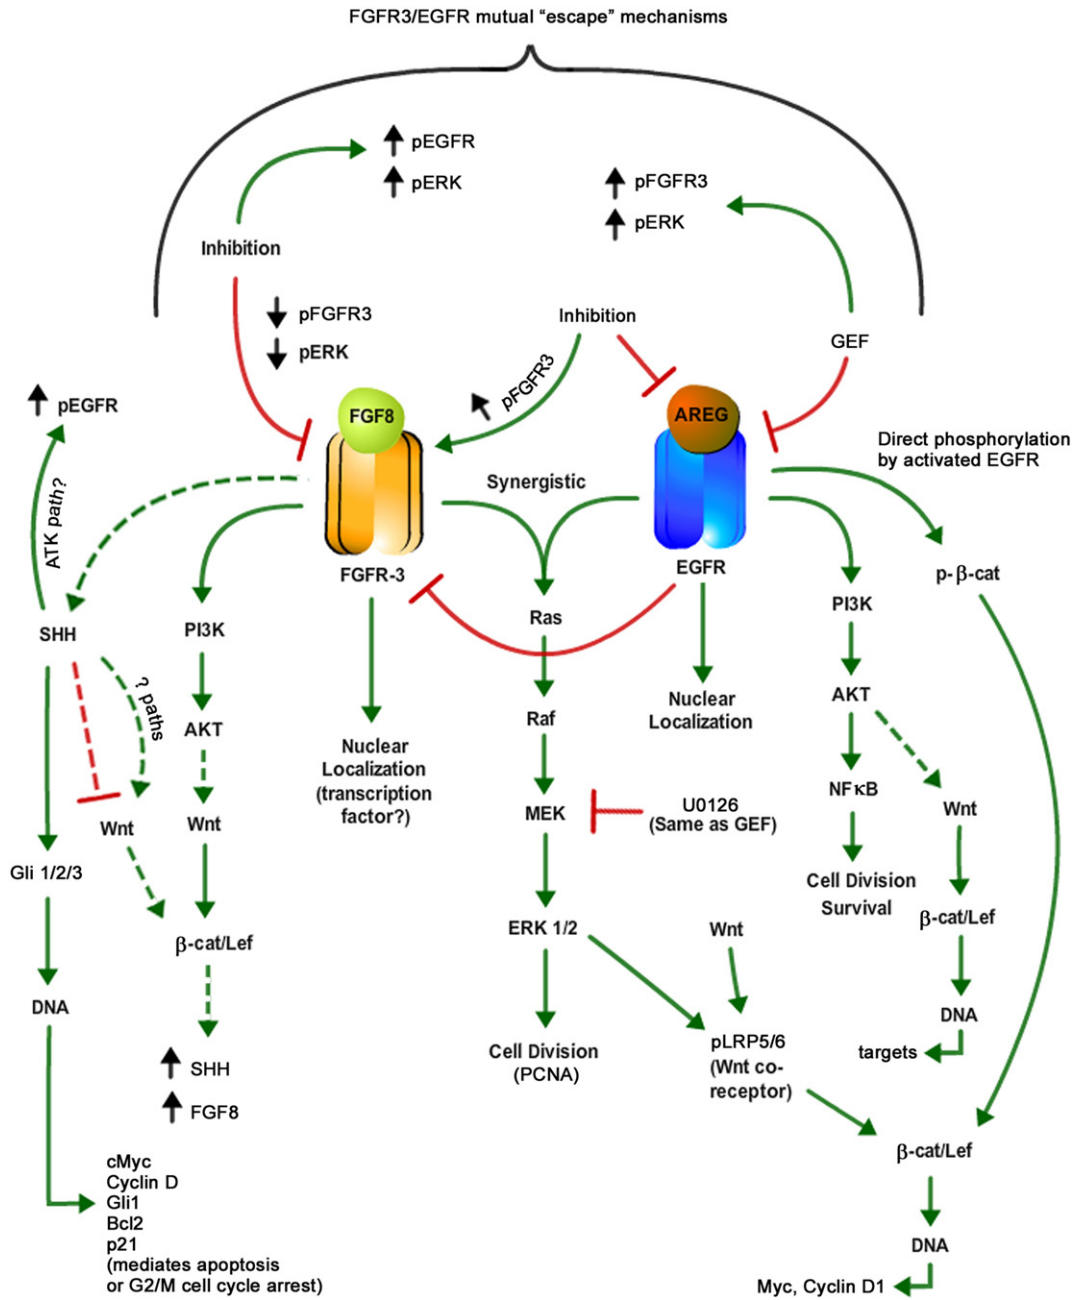 FGFR3/EGFR mutual “escape” mechanisms
pEGFR
pERK
pFGFR3
pERK
Inhibition
pFGFR3
pERK
Inhibition
GEF
pFGFR3
pEGFR
ATK path?
FGF8
AREG
Direct phosphorylation
by activated EGFR
Synergistic
FGFR-3
EGFR
p-β-cat
SHH
PI3K
Ras
PI3K
? paths
AKT
Nuclear
Localization
(transcription
factor?)
Raf
Nuclear
Localization
AKT
Wnt
Wnt
MEK
U0126
(Same as GEF)
NFκB
Wnt
Gli 1/2/3
Cell Division
Survival
β-cat/Lef
ERK 1/2
Wnt
β-cat/Lef
DNA
SHH
FGF8
Cell Division
(PCNA)
pLRP5/6
(Wnt co-
receptor)
DNA
targets
cMyc
Cyclin D
Gli1
Bcl2
p21
(mediates apoptosis
or G2/M cell cycle arrest)
β-cat/Lef
DNA
Myc, Cyclin D1